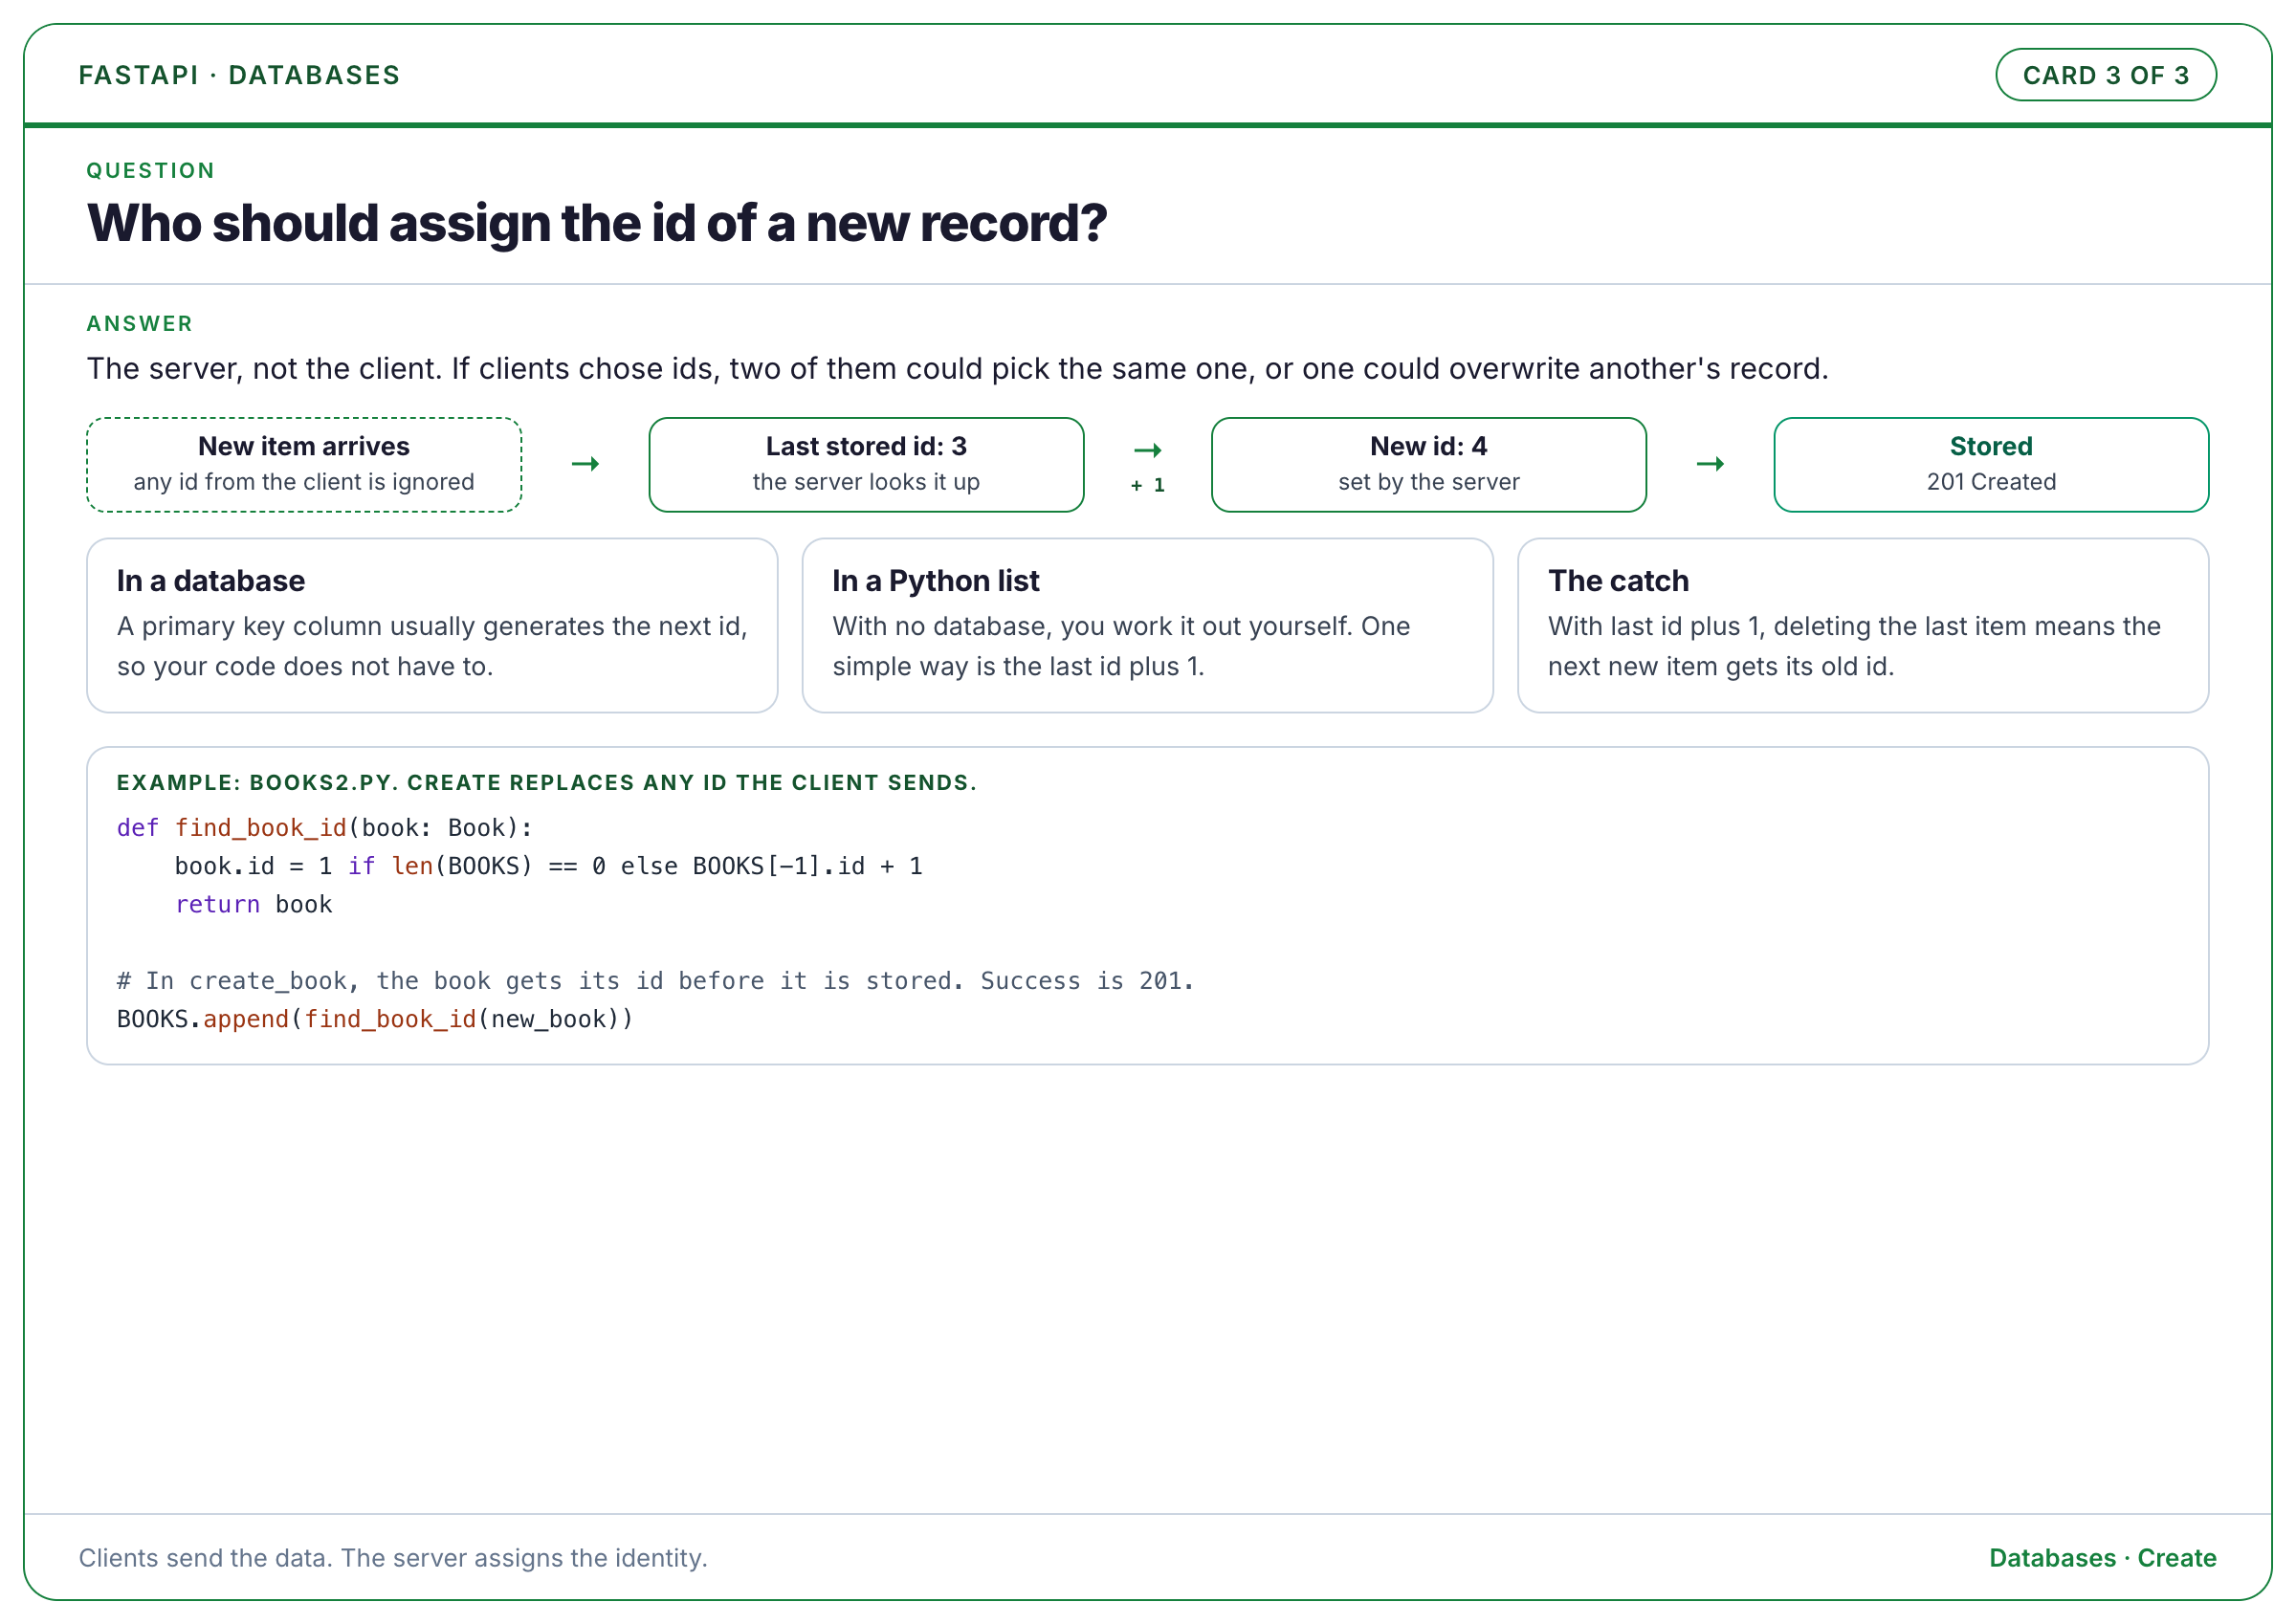 FASTAPI · DATABASES
CARD 3 OF 3
QUESTION
Who should assign the id of a new record?
ANSWER
The server, not the client. If clients chose ids, two of them could pick the same one, or one could overwrite another's record.
New item arrives
any id from the client is ignored
→
Last stored id: 3
the server looks it up
→
+ 1
New id: 4
set by the server
→
Stored
201 Created
In a database
A primary key column usually generates the next id,
so your code does not have to.
In a Python list
With no database, you work it out yourself. One
simple way is the last id plus 1.
The catch
With last id plus 1, deleting the last item means the
next new item gets its old id.
EXAMPLE: BOOKS2.PY. CREATE REPLACES ANY ID THE CLIENT SENDS.
def find_book_id(book: Book):
    book.id = 1 if len(BOOKS) == 0 else BOOKS[-1].id + 1
    return book
# In create_book, the book gets its id before it is stored. Success is 201.
BOOKS.append(find_book_id(new_book))
Clients send the data. The server assigns the identity.
Databases · Create